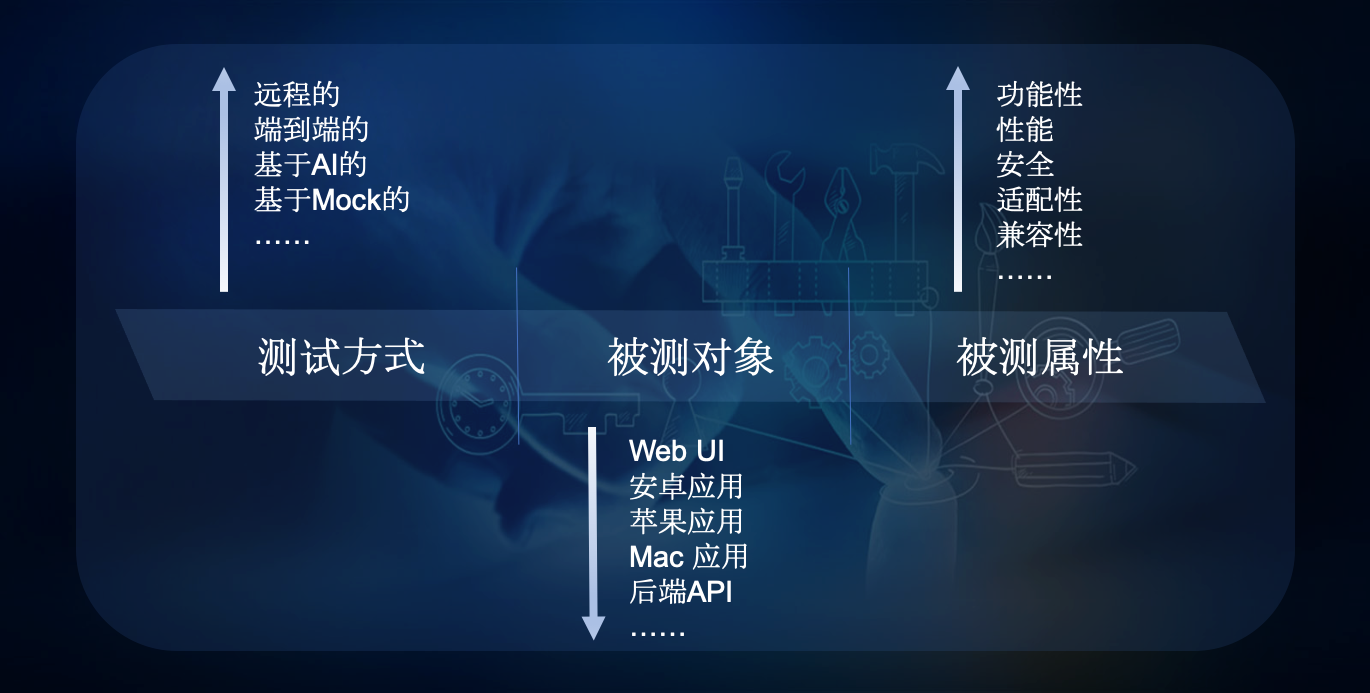 远程的
端到端的
基于AI的
基于Mock的
……
功能性
性能
安全
适配性
兼容性
……
测试方式
被测对象
被测属性
Web UI
安卓应用
苹果应用
Mac 应用
后端API
……